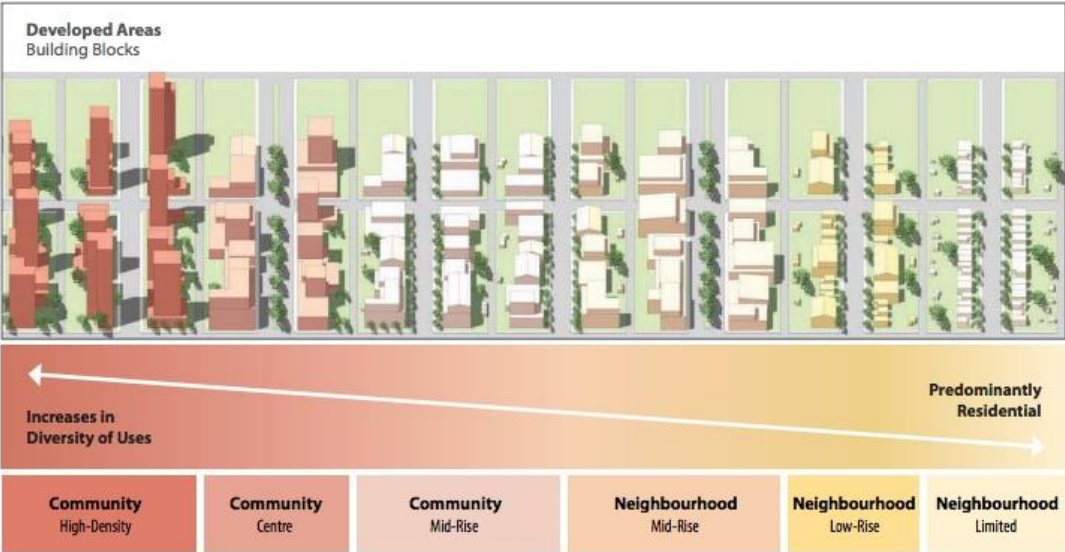 Developed Areas
Building Blocks
Increases in
Diversity of Uses
Predominantly
Residential
Community
High-Density
Community
Centre
Community
Mid-Rise
Neighbourhood
Mid-Rise
Neighbourhood
Low-Rise
Neighbourhood
Limited